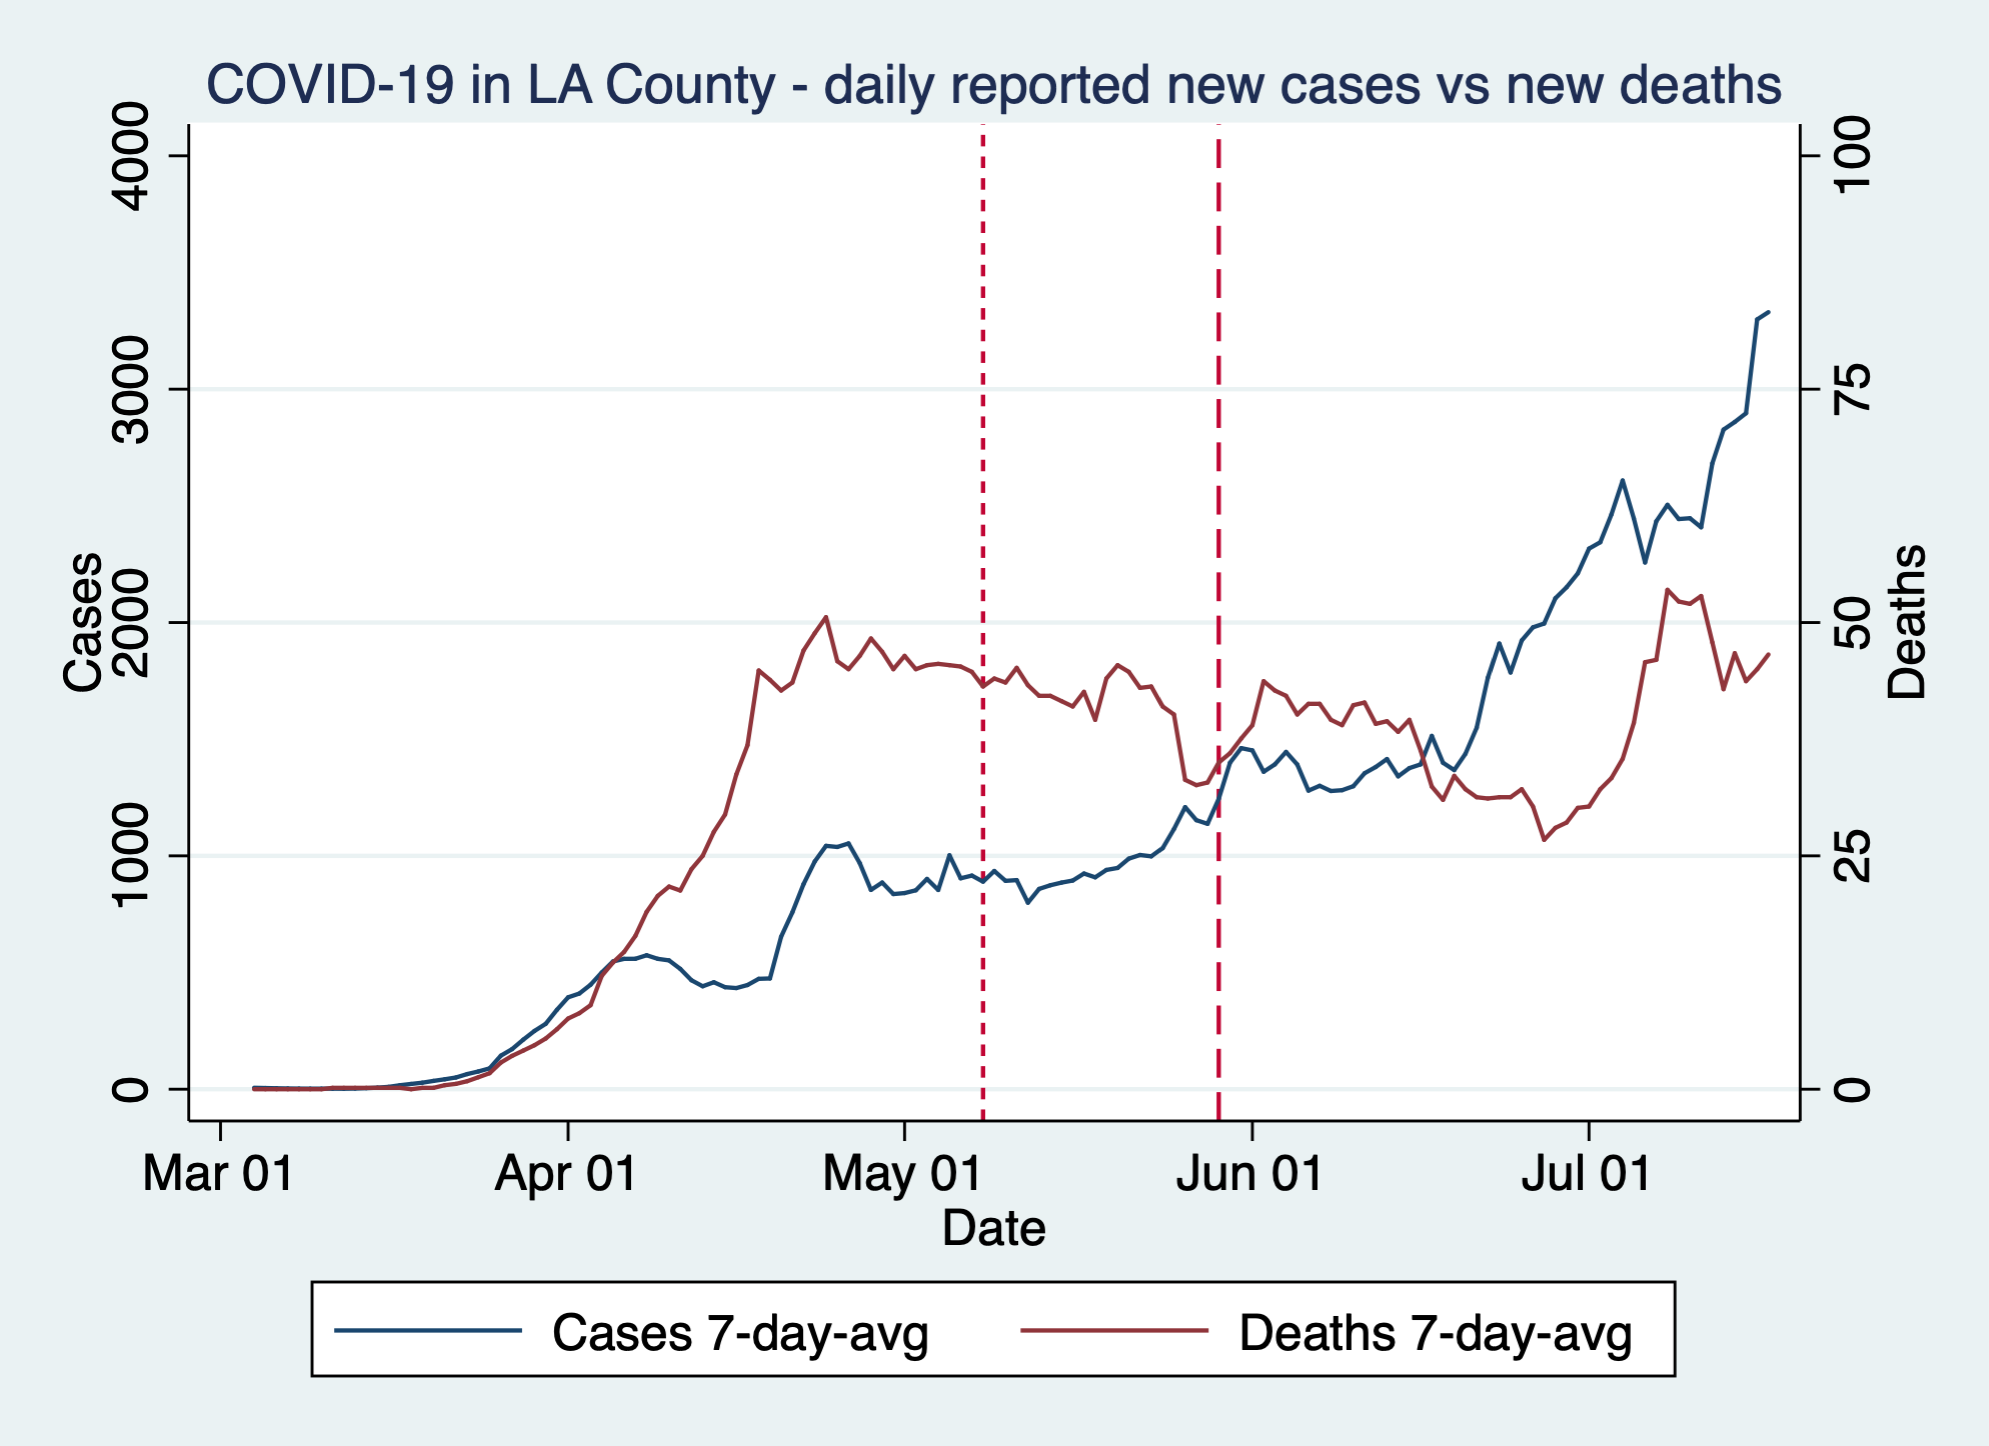 COVID-19 in LA County - daily reported new cases vs new deaths
Cases
4000
3000
2000
1000
0
Deaths
100
75
50
25
0
Mar 01
Apr 01
May 01
Jun 01
Jul 01
Date
Cases 7-day-avg
Deaths 7-day-avg